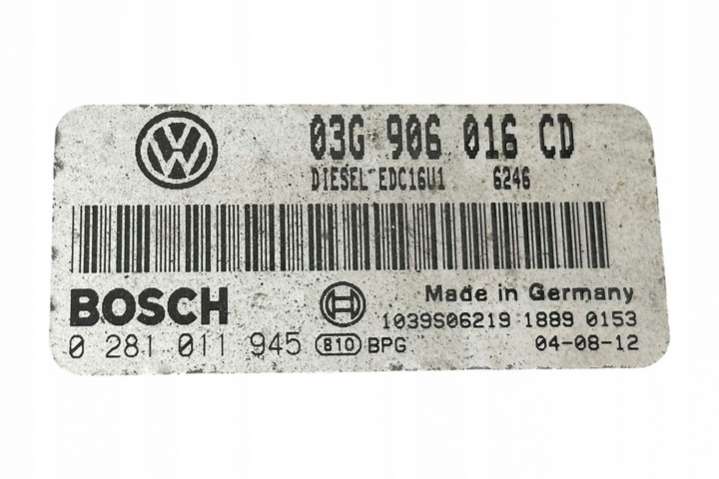 03G 906 016 CD
DIESEL EDC16U1 6246
BOSCH
Made in Germany
1039S06219 1889 0153
0 281 011 945 810 BPG 04-08-12